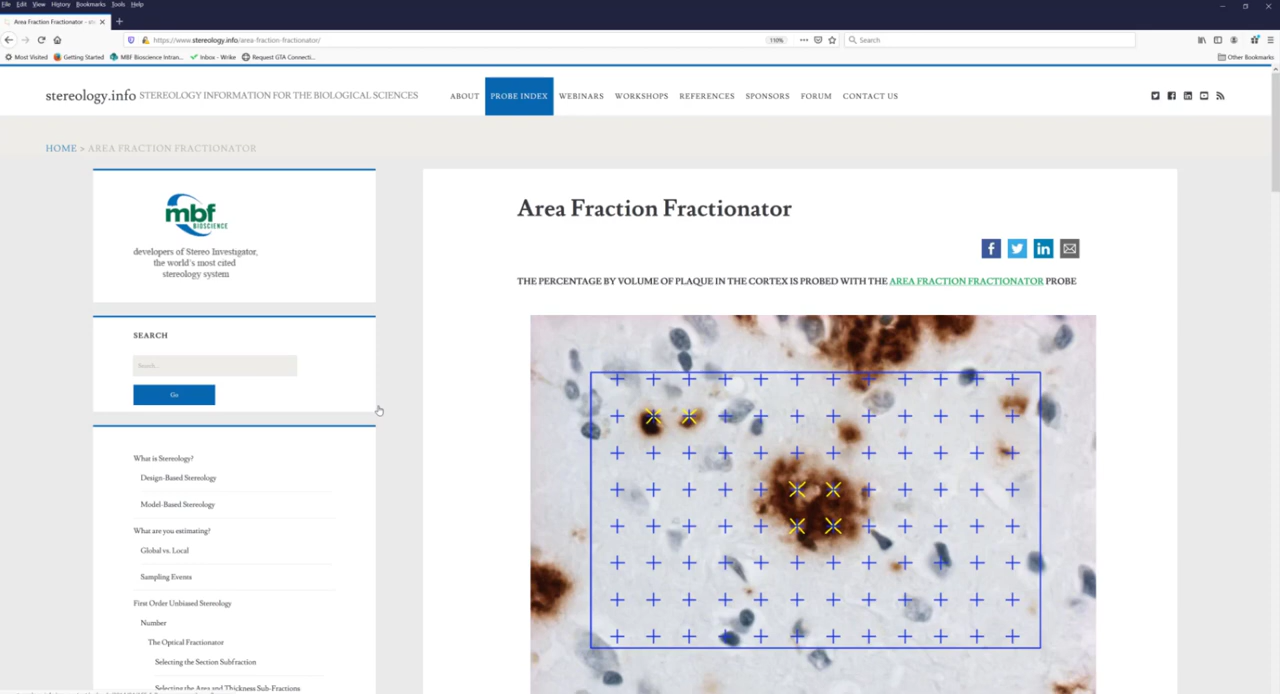 File Edit View History Bookmarks Tools Help
Area Fraction Fractionator - ste
https://www.stereology.info/area-fraction-fractionator/
110%
Search
Most Visited Getting Started MBF Bioscience Intran... Inbox - Wrike Request GTA Connecti...
Other Bookmarks
stereology.info STEREOLOGY INFORMATION FOR THE BIOLOGICAL SCIENCES
ABOUT PROBE INDEX WEBINARS WORKSHOPS REFERENCES SPONSORS FORUM CONTACT US
HOME > AREA FRACTION FRACTIONATOR
mbf
BIOSCIENCE
developers of Stereo Investigator,
the world's most cited
stereology system
SEARCH
Search...
Go
What is Stereology?
Design-Based Stereology
Model-Based Stereology
What are you estimating?
Global vs. Local
Sampling Events
First Order Unbiased Stereology
Number
The Optical Fractionator
Selecting the Section Subfraction
Selecting the Area and Thickness Sub-Fractions
Area Fraction Fractionator
THE PERCENTAGE BY VOLUME OF PLAQUE IN THE CORTEX IS PROBED WITH THE AREA FRACTION FRACTIONATOR PROBE